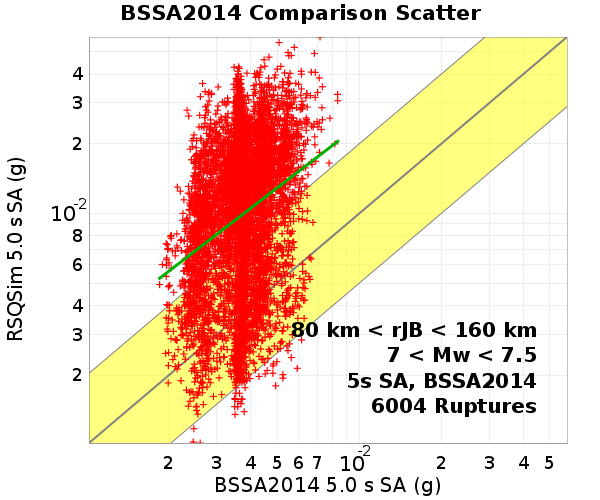 BSSA2014 Comparison Scatter
RSQSim 5.0 s SA (g)
4
3
2
10-2
8
6
4
3
2
80 km < rJB < 160 km
7 < Mw < 7.5
5s SA, BSSA2014
6004 Ruptures
2 3 4 5 6 7 10-2 2 3 4 5
BSSA2014 5.0 s SA (g)